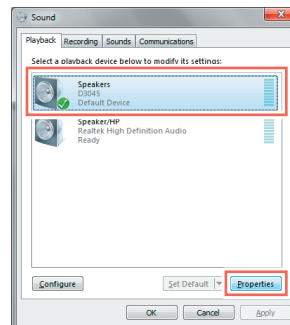 Sound
Playback Recording Sounds Communications
Select a playback device below to modify its settings:
Speakers
D3045
Default Device
Speaker/HP
Realtek High Definition Audio
Ready
Configure Set Default Properties
OK Cancel Apply